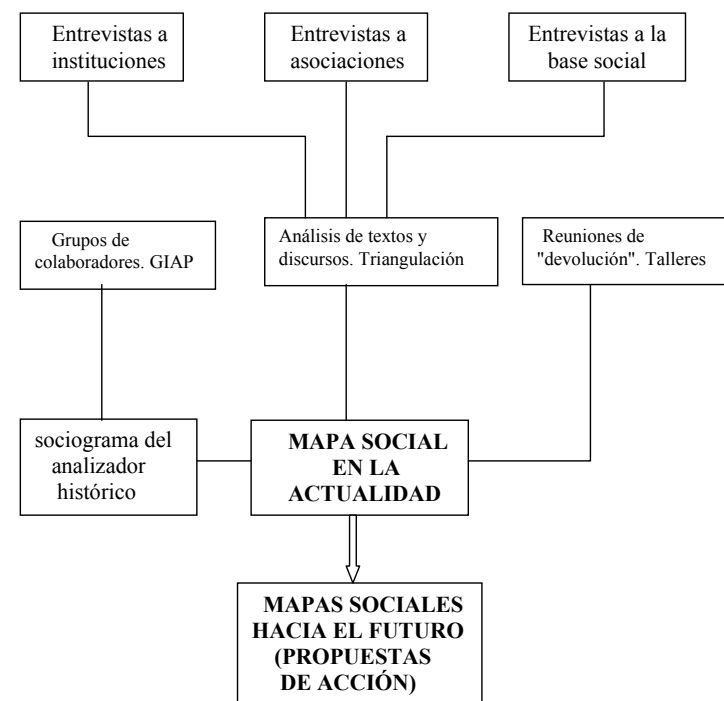 Entrevistas a
instituciones
Entrevistas a
asociaciones
Entrevistas a la
base social
Grupos de
colaboradores. GIAP
Análisis de textos y
discursos. Triangulación
Reuniones de
"devolución". Talleres
sociograma del
analizador
histórico
MAPA SOCIAL
EN LA
ACTUALIDAD
MAPAS SOCIALES
HACIA EL FUTURO
(PROPUESTAS
DE ACCIÓN)